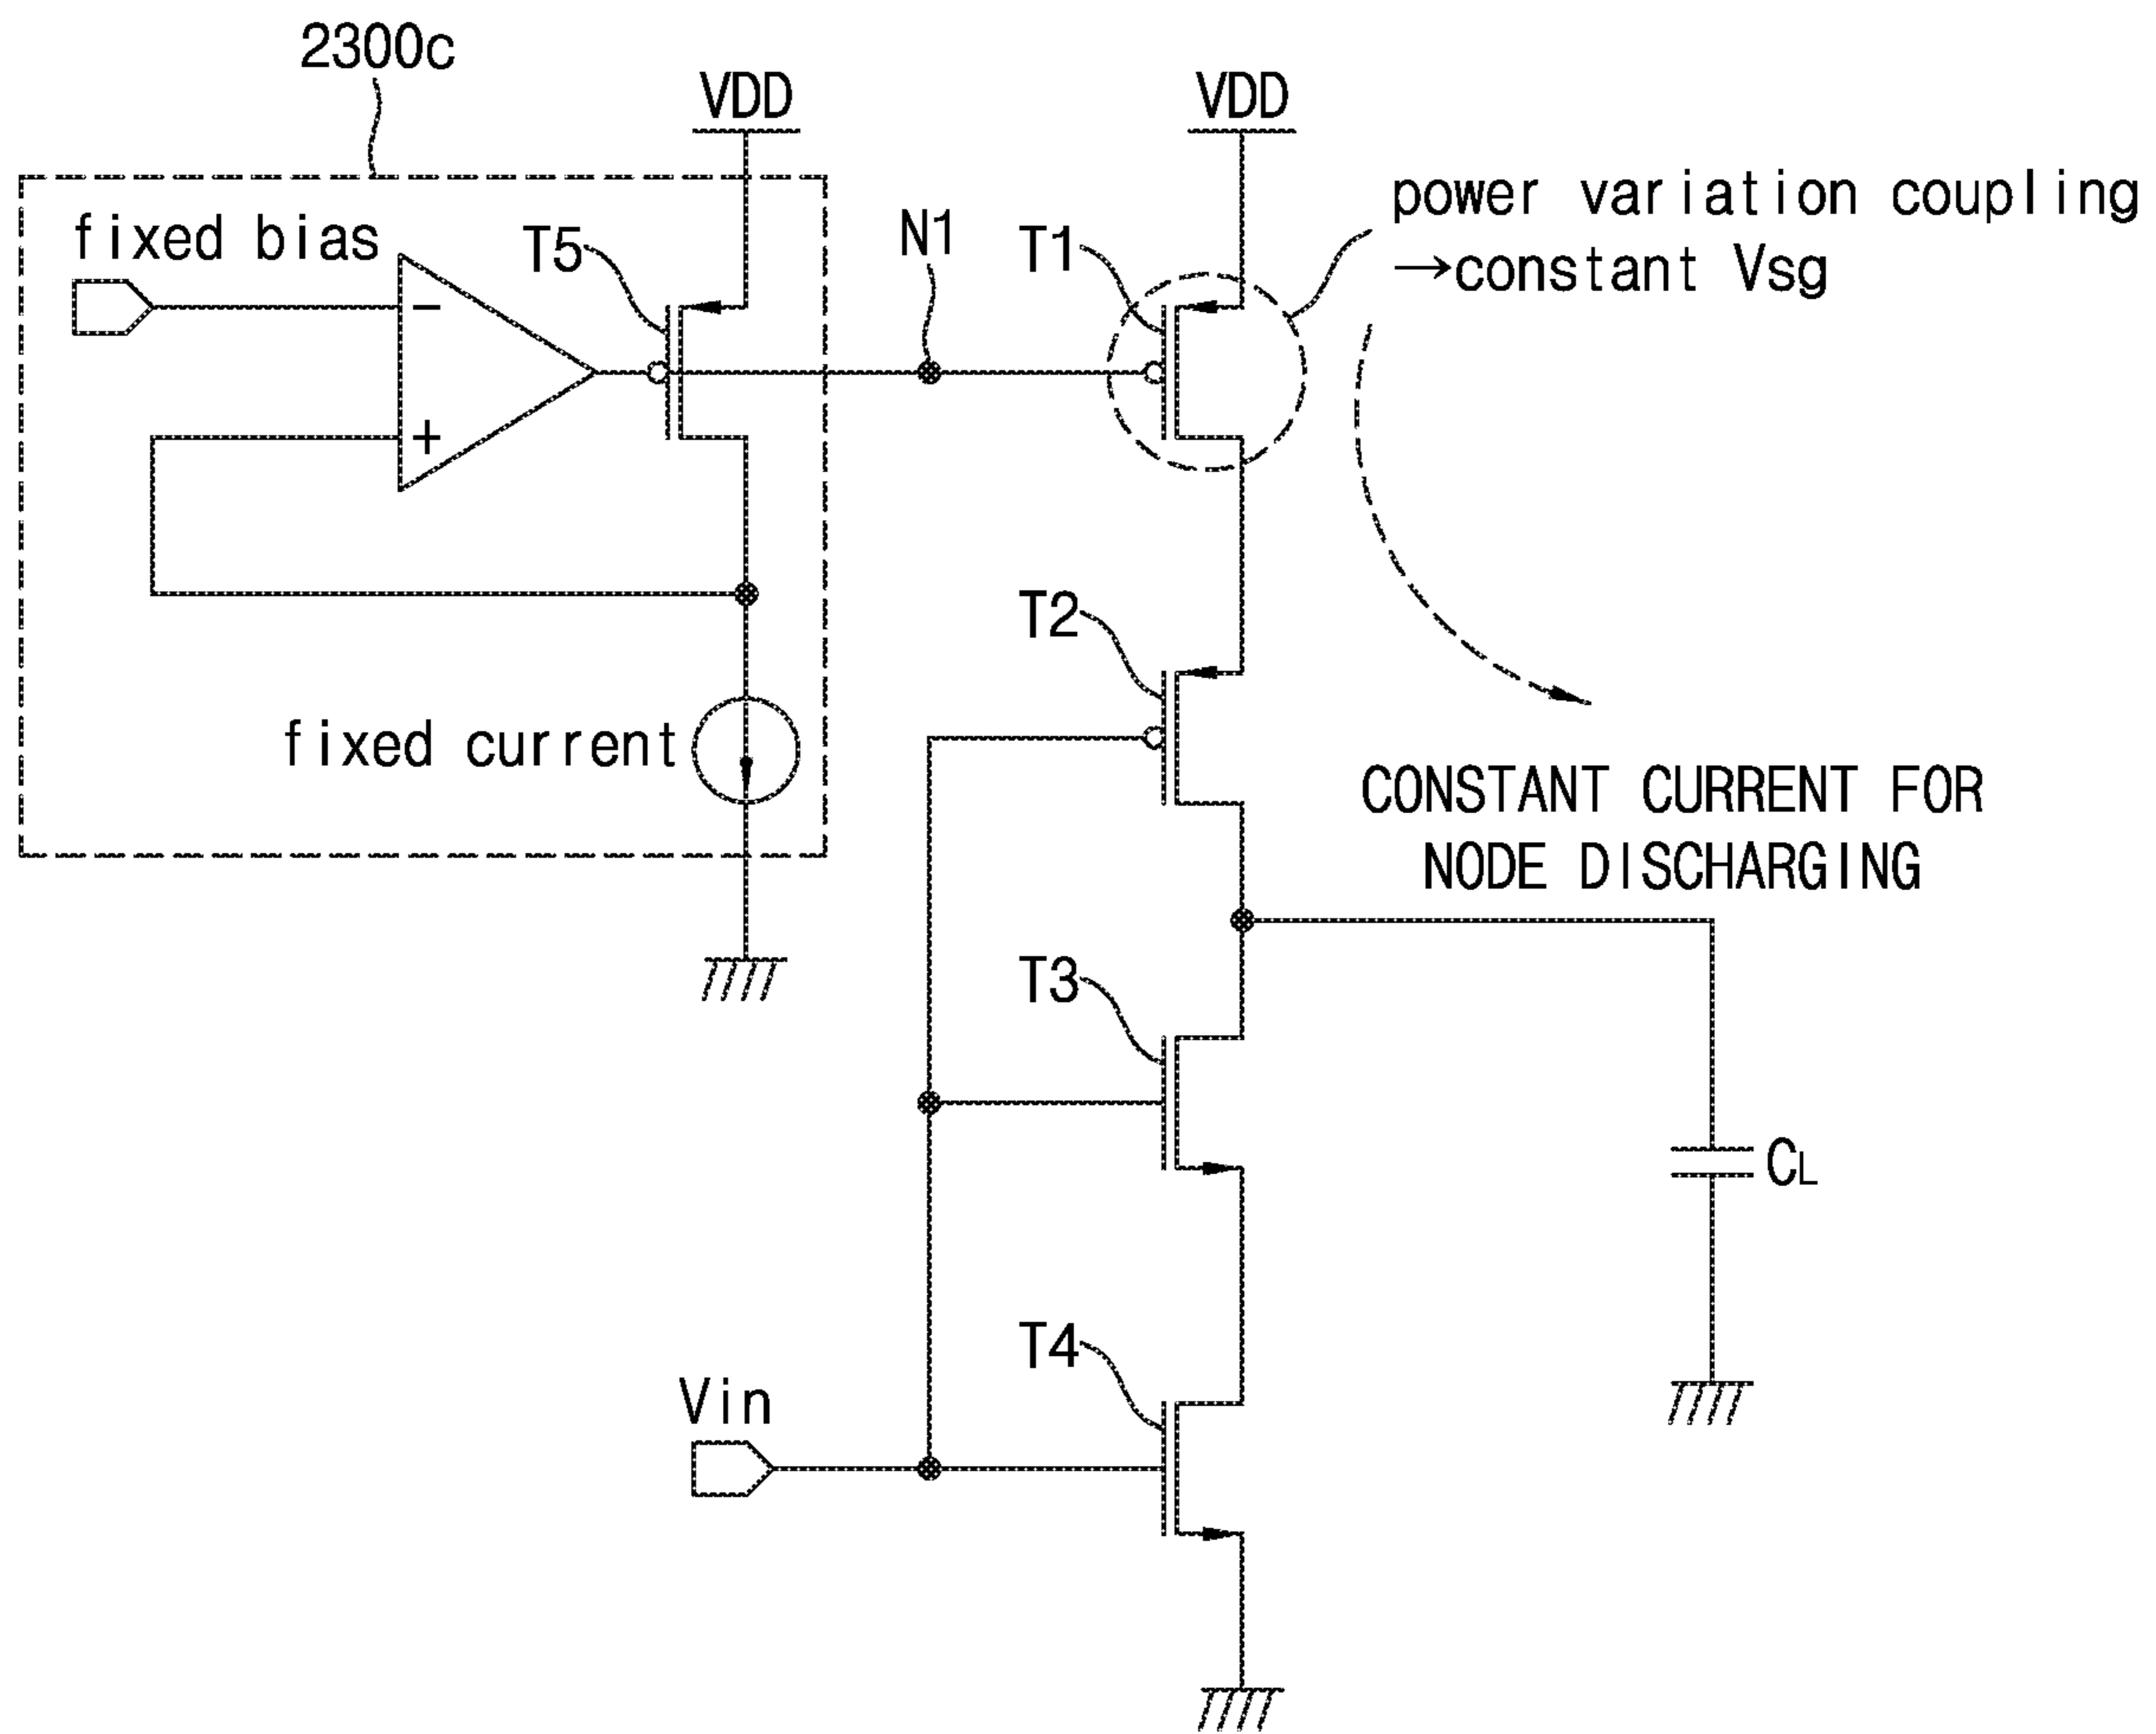 2300c
VDD
VDD
power variation coupling
→constant Vsg
fixed bias
T5
N1
T1
−
+
T2
fixed current
CONSTANT CURRENT FOR
NODE DISCHARGING
T3
CL
T4
Vin